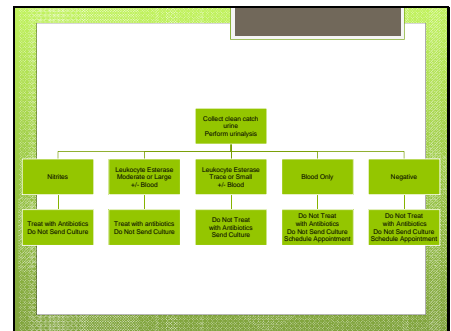 Collect clean catch
urine
Perform urinalysis
Nitrites
Leukocyte Esterase
Moderate or Large
+/- Blood
Leukocyte Esterase
Trace or Small
+/- Blood
Blood Only
Negative
Treat with Antibiotics
Do Not Send Culture
Treat with antibiotics
Do Not Send Culture
Do Not Treat
with Antibiotics
Send Culture
Do Not Treat
with Antibiotics
Do Not Send Culture
Schedule Appointment
Do Not Treat
with Antibiotics
Do Not Send Culture
Schedule Appointment